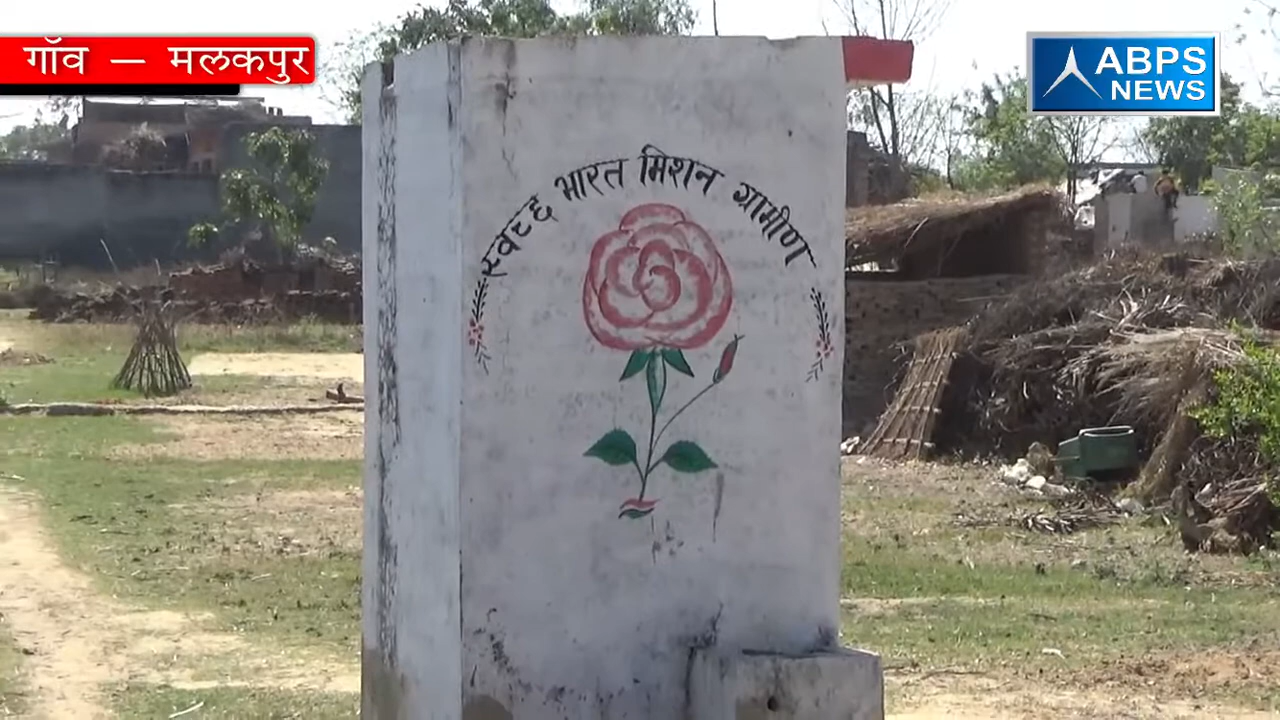 गाँव — मलकपुर
ABPS
NEWS
स्वच्छ भारत मिशन ग्रामीण